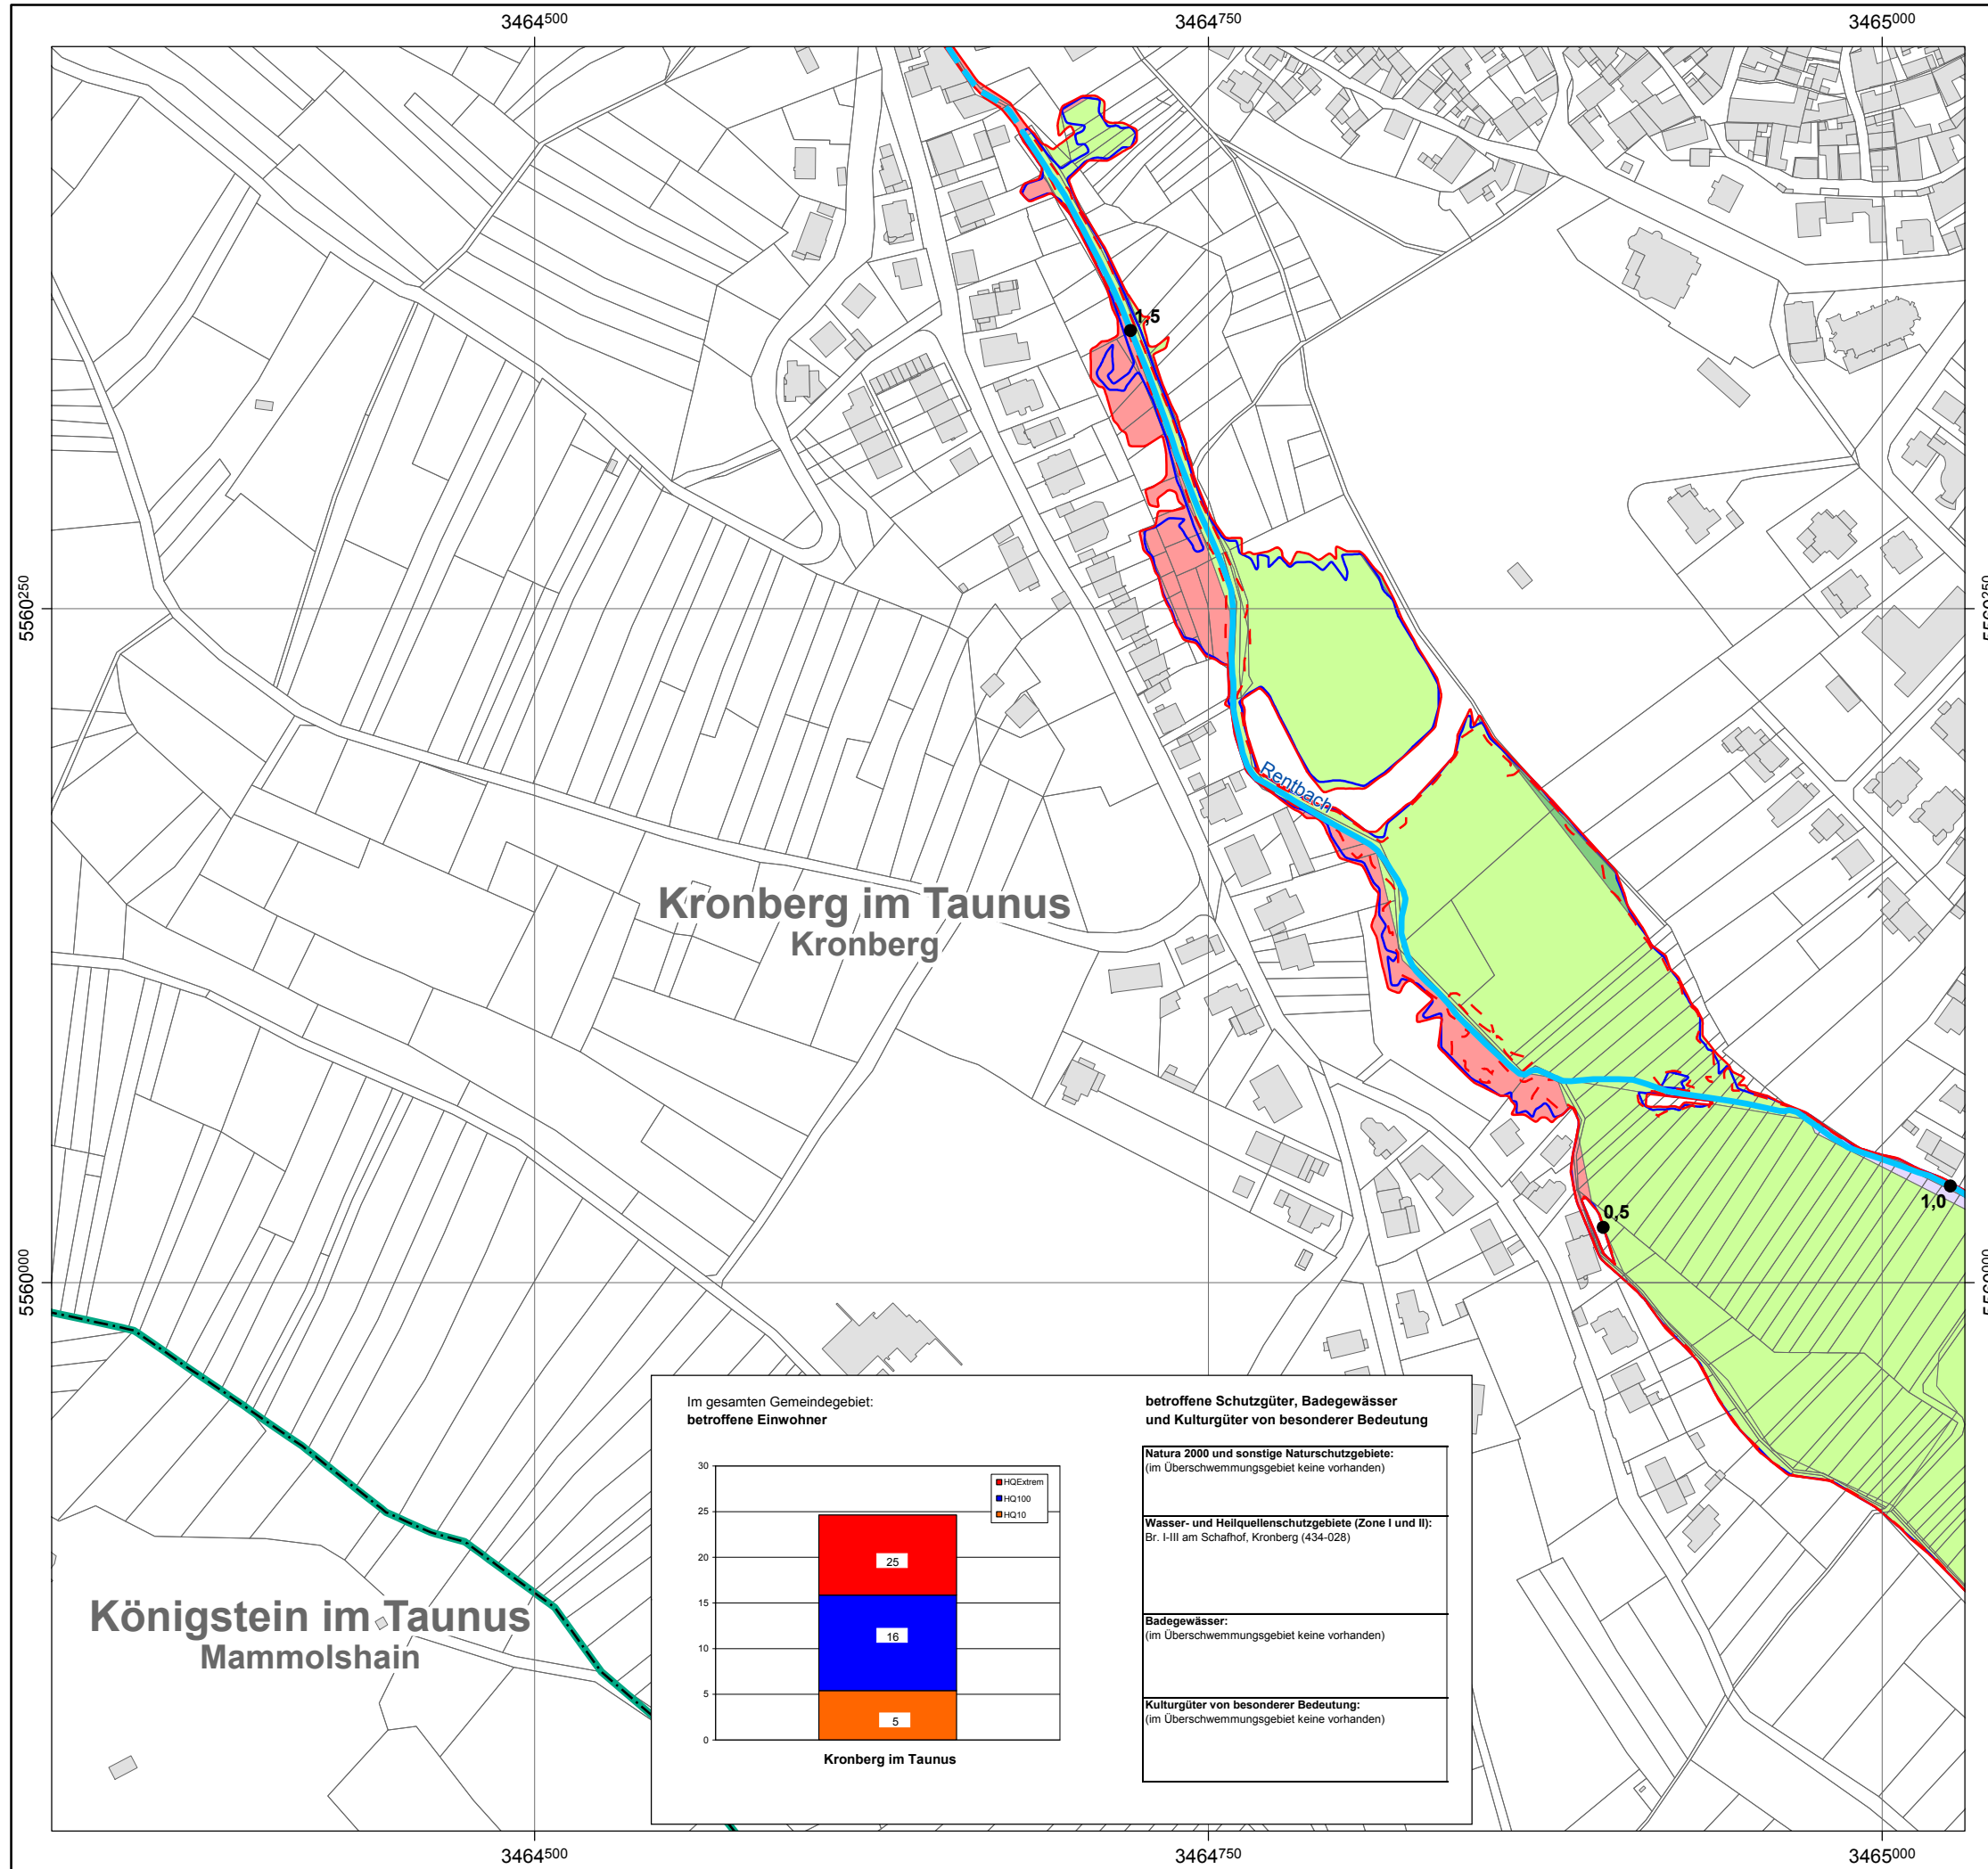 3464500 3464750 3465000
1,5
5560250 5560250
Rentbach
Kronberg im Taunus
Kronberg
1,0
0,5
5560000 5560000
Im gesamten Gemeindegebiet:
betroffene Einwohner
30
25
20
15
10
5
0
HQExtrem
HQ100
HQ10
25
16
5
Kronberg im Taunus
betroffene Schutzgüter, Badegewässer
und Kulturgüter von besonderer Bedeutung
Natura 2000 und sonstige Naturschutzgebiete:
(im Überschwemmungsgebiet keine vorhanden)
Wasser- und Heilquellenschutzgebiete (Zone I und II):
Br. I-III am Schafhof, Kronberg (434-028)
Badegewässer:
(im Überschwemmungsgebiet keine vorhanden)
Kulturgüter von besonderer Bedeutung:
(im Überschwemmungsgebiet keine vorhanden)
Königstein im Taunus
Mammolshain
3464500 3464750 3465000